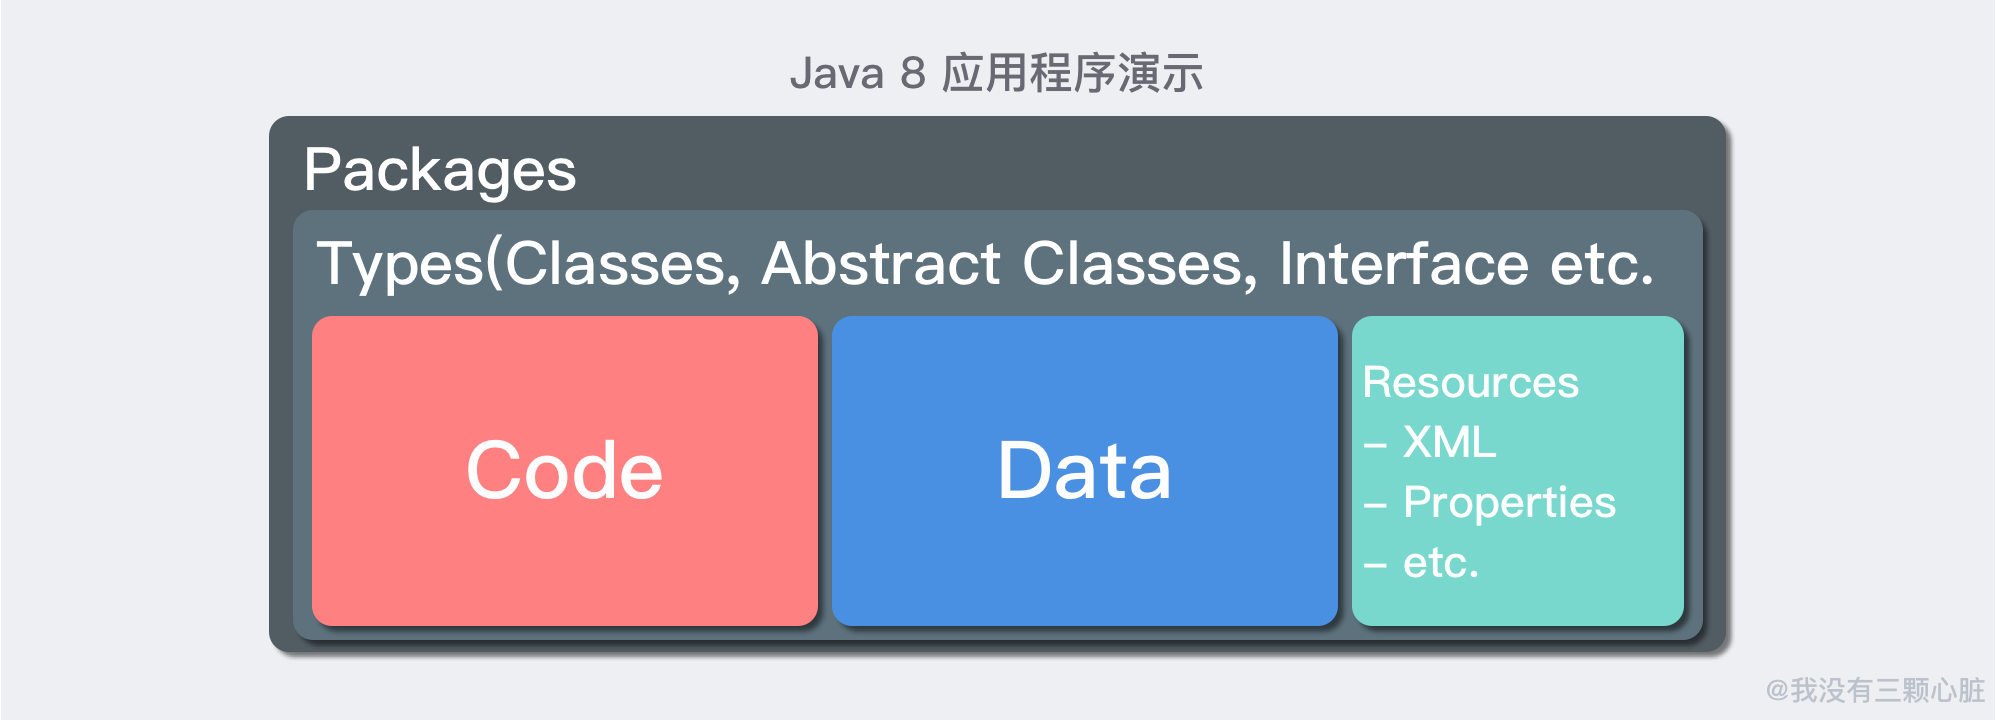 Java 8 应用程序演示
Packages
Types(Classes, Abstract Classes, Interface etc.
Code
Data
Resources
- XML
- Properties
- etc.
@我没有三颗心脏